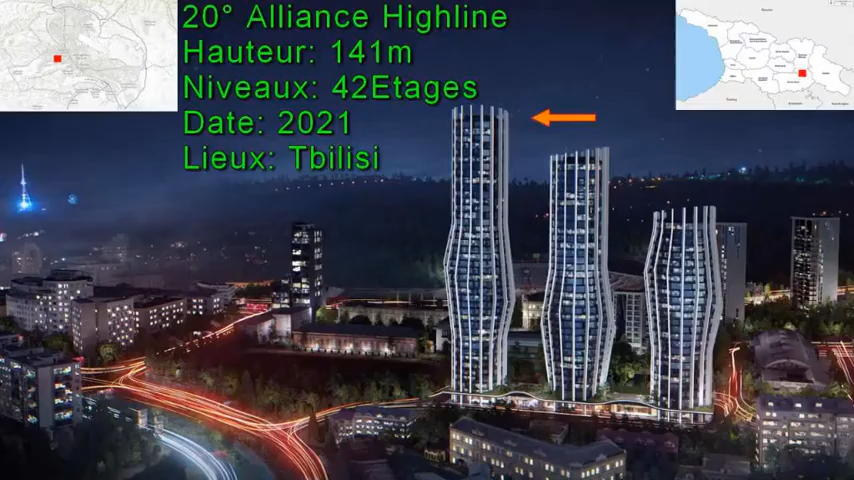 20° Alliance Highline
Hauteur: 141m
Niveaux: 42Etages
Date: 2021
Lieux: Tbilisi